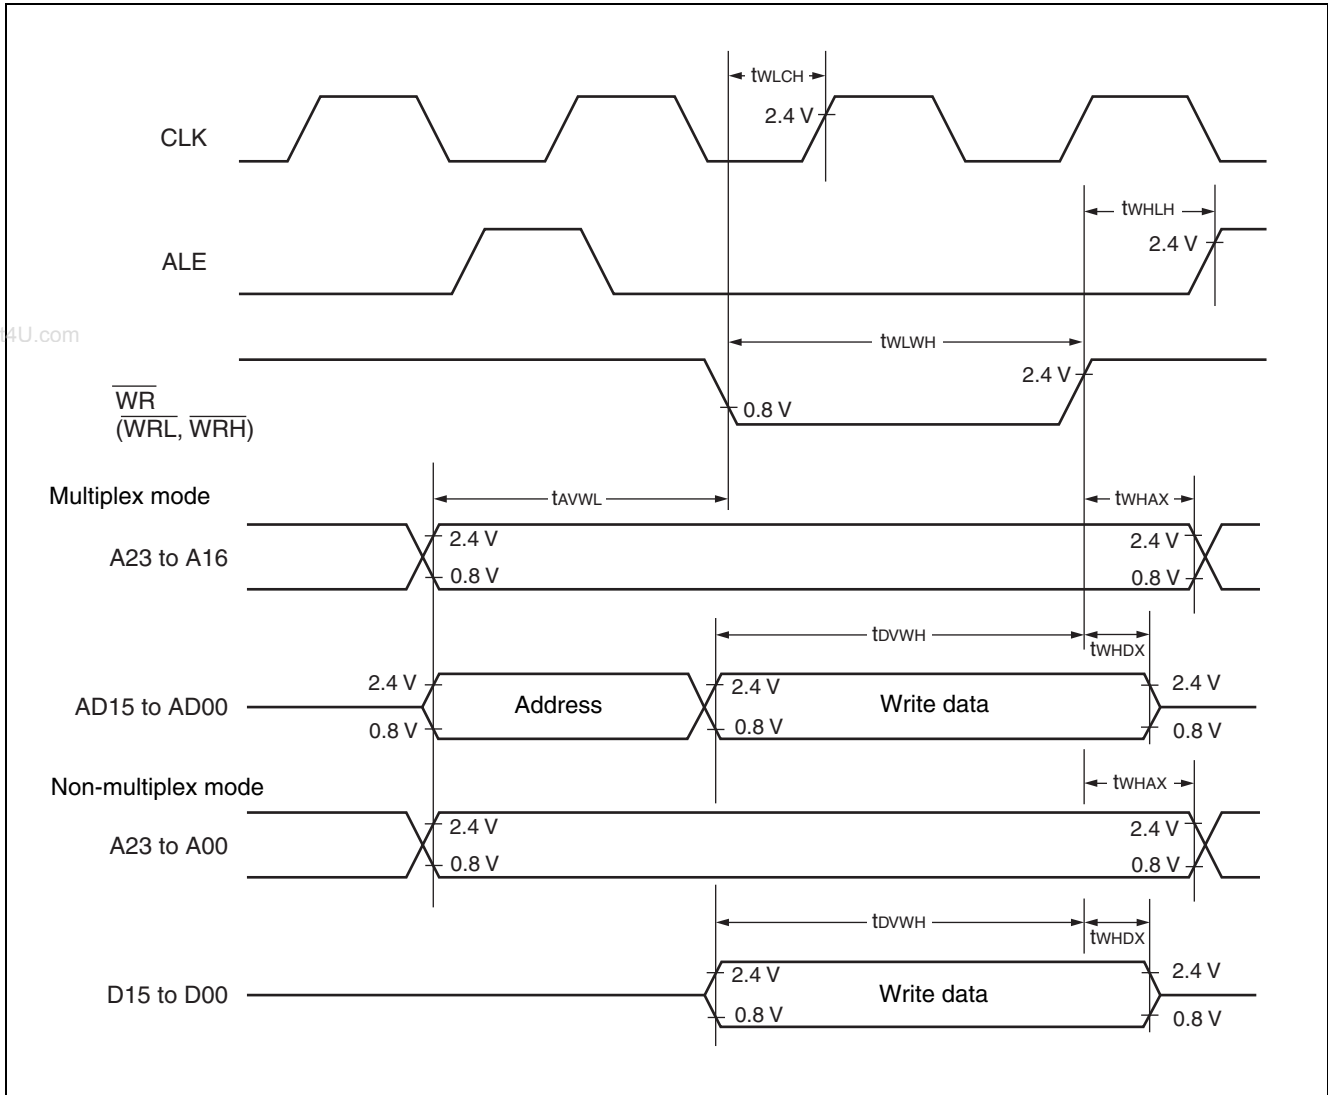 tWLCH
2.4 V
CLK
tWHLH
2.4 V
ALE
t4U.com
tWLWH
2.4 V
WR
0.8 V
(WRL, WRH)
Multiplex mode
tAVWL
tWHAX
2.4 V
2.4 V
A23 to A16
0.8 V
0.8 V
tDVWH
tWHDX
2.4 V
2.4 V
2.4 V
AD15 to AD00
Address
Write data
0.8 V
0.8 V
0.8 V
Non-multiplex mode
tWHAX
2.4 V
2.4 V
A23 to A00
0.8 V
0.8 V
tDVWH
tWHDX
2.4 V
2.4 V
D15 to D00
Write data
0.8 V
0.8 V